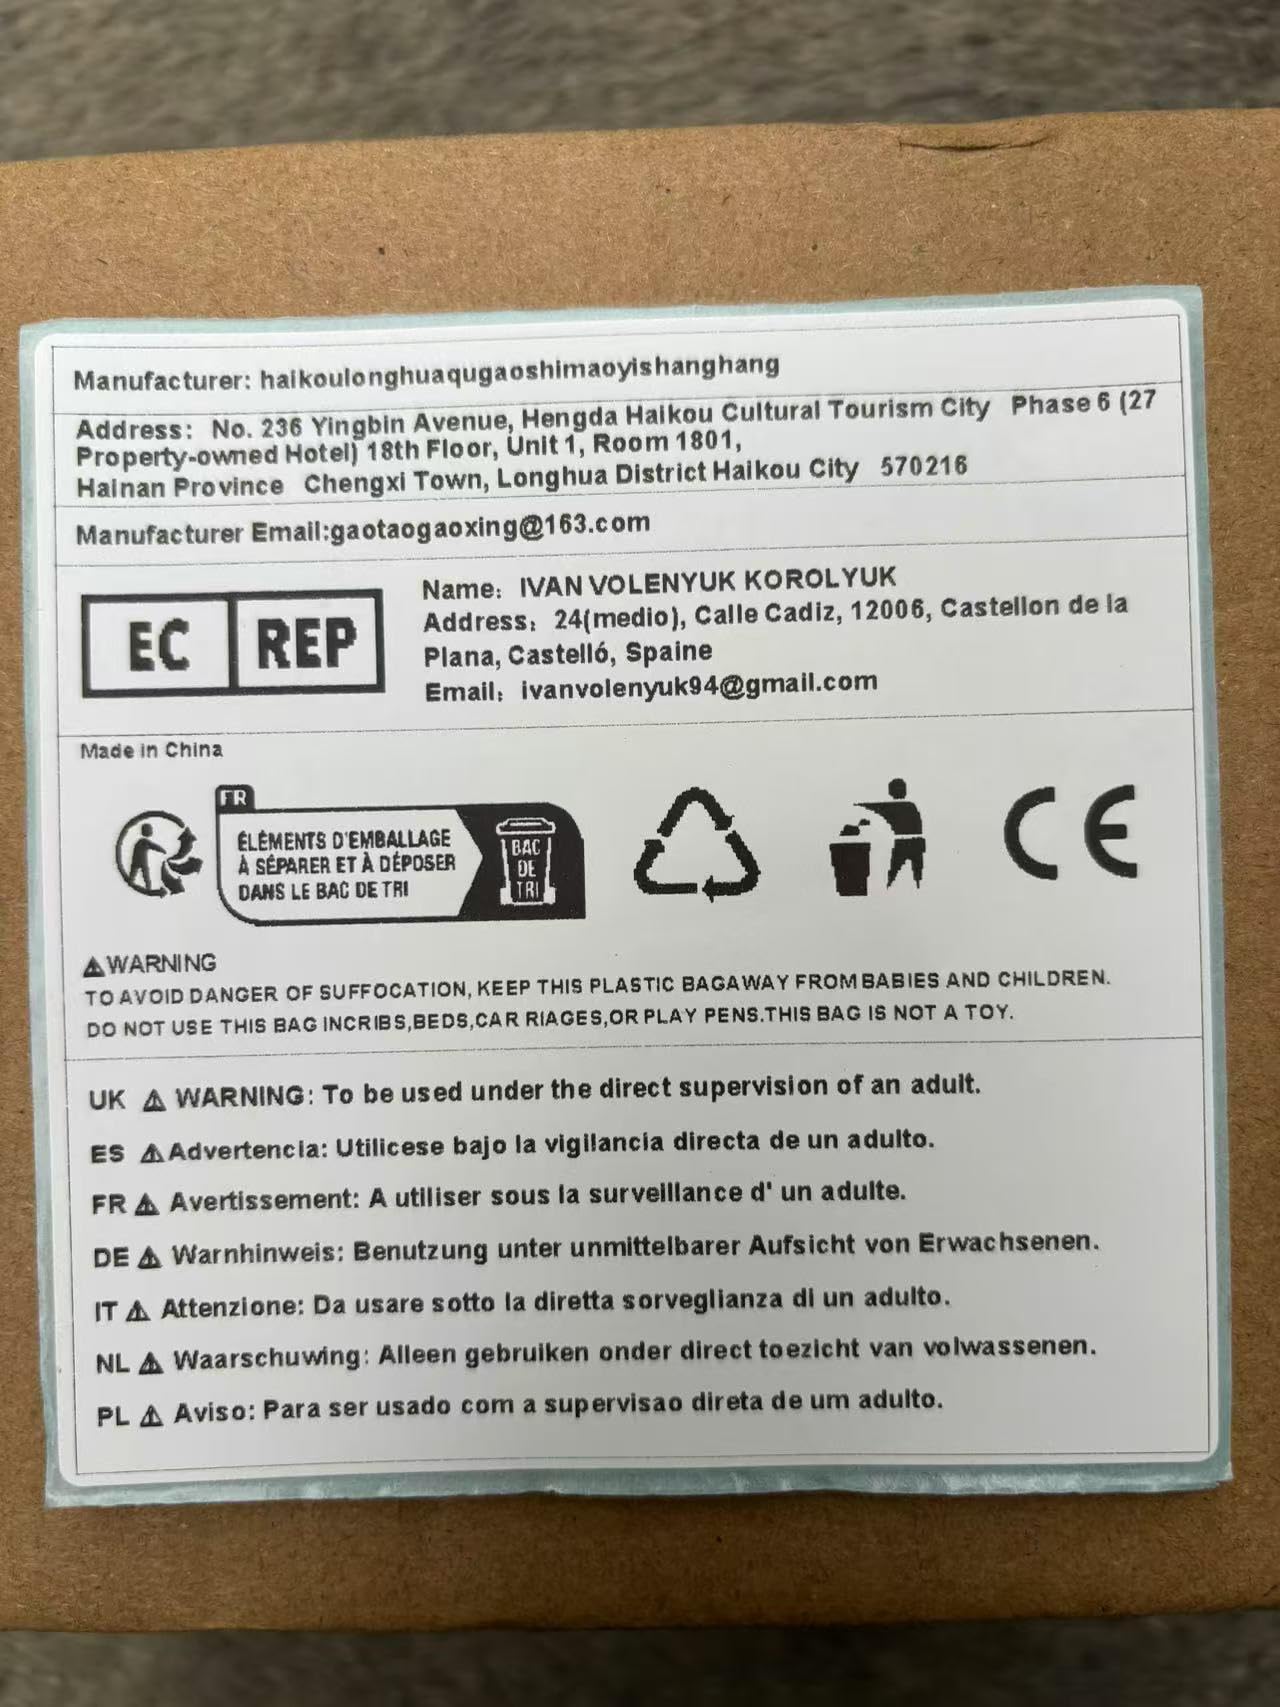 Manufacturer: haikoulonghuaqugaoshimaoyishanghang
Address: No. 236 Yingbin Avenue, Hengda Haikou Cultural Tourism City Phase 6 (27
Property-owned Hotel) 18th Floor, Unit 1, Room 1801,
Hainan Province Chengxi Town, Longhua District Haikou City 570216
Manufacturer Email:gaotaogaoxing@163.com
EC REP
Name: IVAN VOLENYUK KOROLYUK
Address: 24(medio), Calle Cadiz, 12006, Castellon de la
Plana, Castelló, Spaine
Email: ivanvolenyuk94@gmail.com
Made in China
FR
ÉLÉMENTS D'EMBALLAGE
À SÉPARER ET À DÉPOSER
DANS LE BAC DE TRI
BAC
DE
TRI
CE
⚠WARNING
TO AVOID DANGER OF SUFFOCATION, KEEP THIS PLASTIC BAGAWAY FROM BABIES AND CHILDREN.
DO NOT USE THIS BAG INCRIBS,BEDS,CAR RIAGES,OR PLAY PENS.THIS BAG IS NOT A TOY.
UK ⚠ WARNING: To be used under the direct supervision of an adult.
ES ⚠Advertencia: Utilicese bajo la vigilancia directa de un adulto.
FR ⚠ Avertissement: A utiliser sous la surveillance d' un adulte.
DE ⚠ Warnhinweis: Benutzung unter unmittelbarer Aufsicht von Erwachsenen.
IT ⚠ Attenzione: Da usare sotto la diretta sorveglianza di un adulto.
NL ⚠ Waarschuwing: Alleen gebruiken onder direct toezicht van volwassenen.
PL ⚠ Aviso: Para ser usado com a supervisao direta de um adulto.